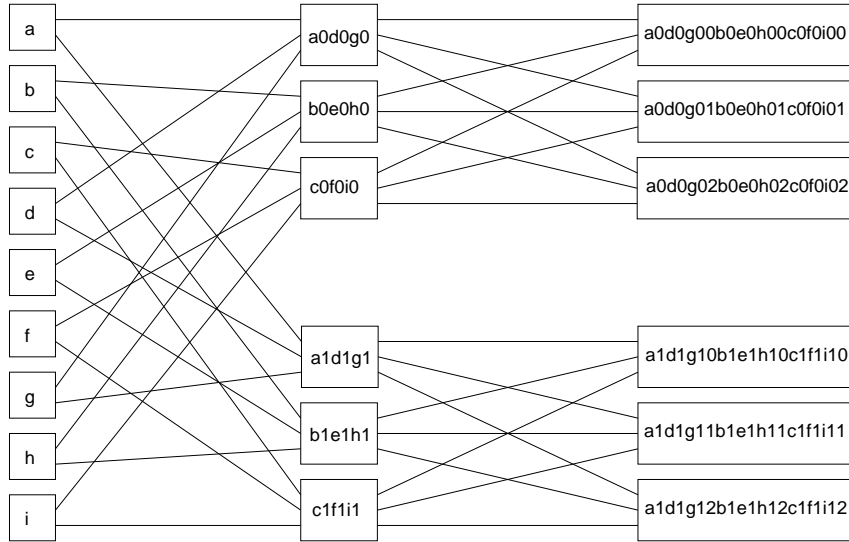 a
b
c
d
e
f
g
h
i
a0d0g0
b0e0h0
c0f0i0
a1d1g1
b1e1h1
c1f1i1
a0d0g00b0e0h00c0f0i00
a0d0g01b0e0h01c0f0i01
a0d0g02b0e0h02c0f0i02
a1d1g10b1e1h10c1f1i10
a1d1g11b1e1h11c1f1i11
a1d1g12b1e1h12c1f1i12